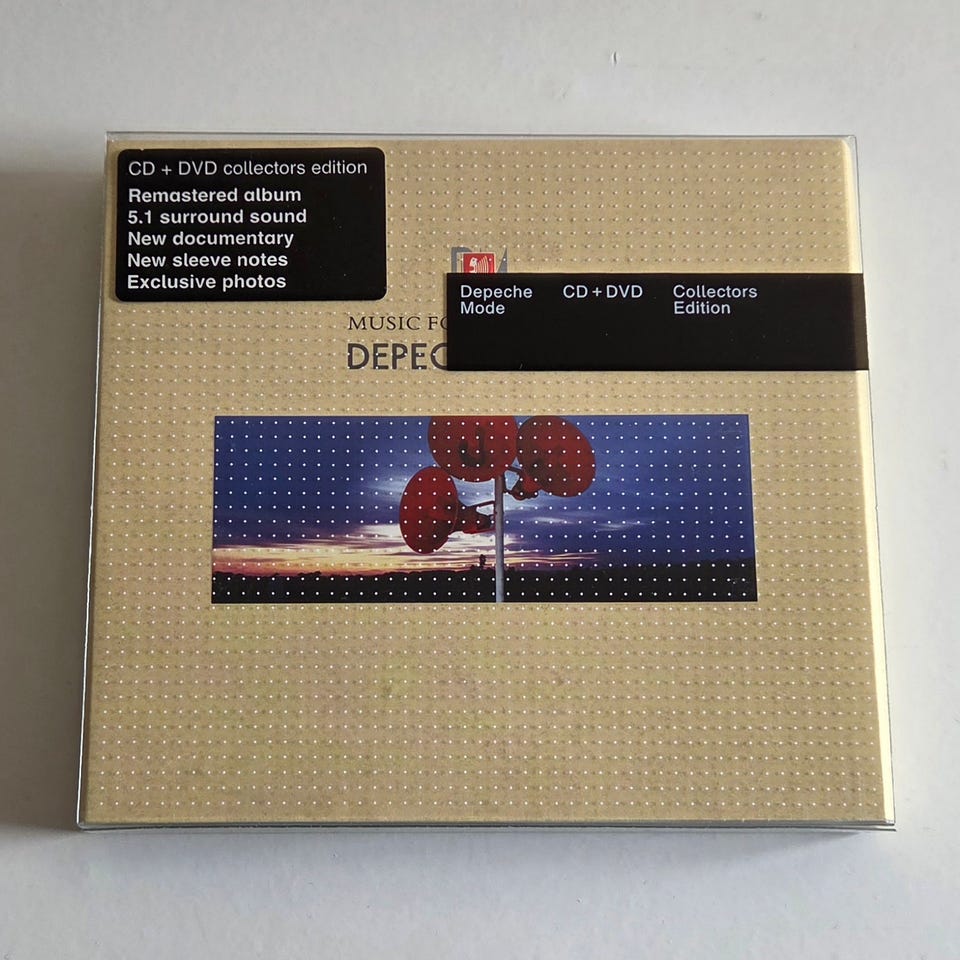 CD + DVD collectors edition
Remastered album
5.1 surround sound
New documentary
New sleeve notes
Exclusive photos
Depeche Mode
CD + DVD
Collectors Edition
MUSIC FO
DEPEC